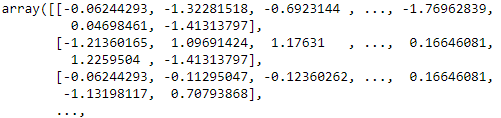 array([[-0.06244293, -1.32281518, -0.6923144 , ..., -1.76962839,
         0.04698461, -1.41313797],
       [-1.21360165,  1.09691424,  1.17631   , ...,  0.16646081,
         1.2259504 , -1.41313797],
       [-0.06244293, -0.11295047, -0.12360262, ...,  0.16646081,
        -1.13198117,  0.70793868],
       ...,